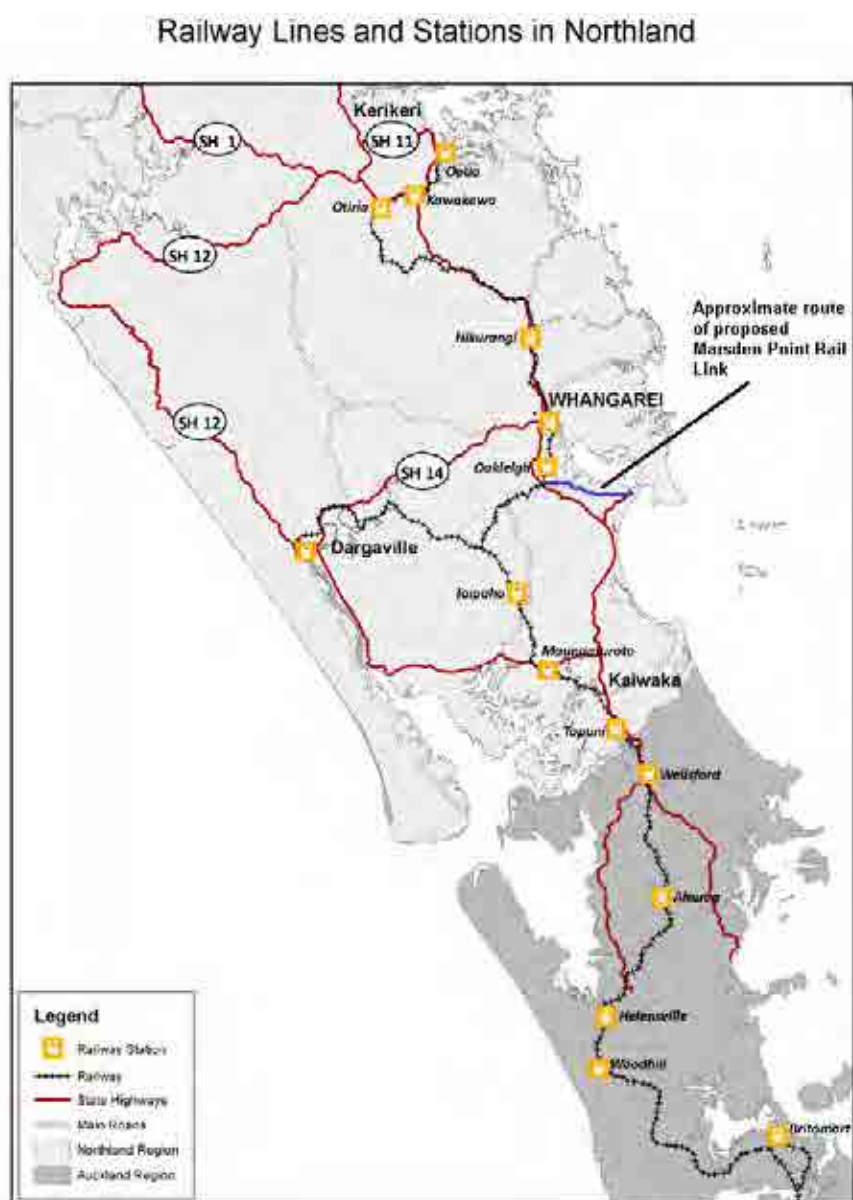 Railway Lines and Stations in Northland
Kerikeri
SH 1
SH 11
Opua
Otiria
Kawakawa
SH 12
Approximate route
of proposed
Marsden Point Rail
Link
Hikurangi
WHANGAREI
SH 12
Oakleigh
SH 14
Dargaville
Paparoa
Maungaturoto
Kaiwaka
Topuni
Wellsford
Ahuroa
Helensville
Woodhill
Britomart
Legend
Railway Station
Railway
State Highways
Main Roads
Northland Region
Auckland Region